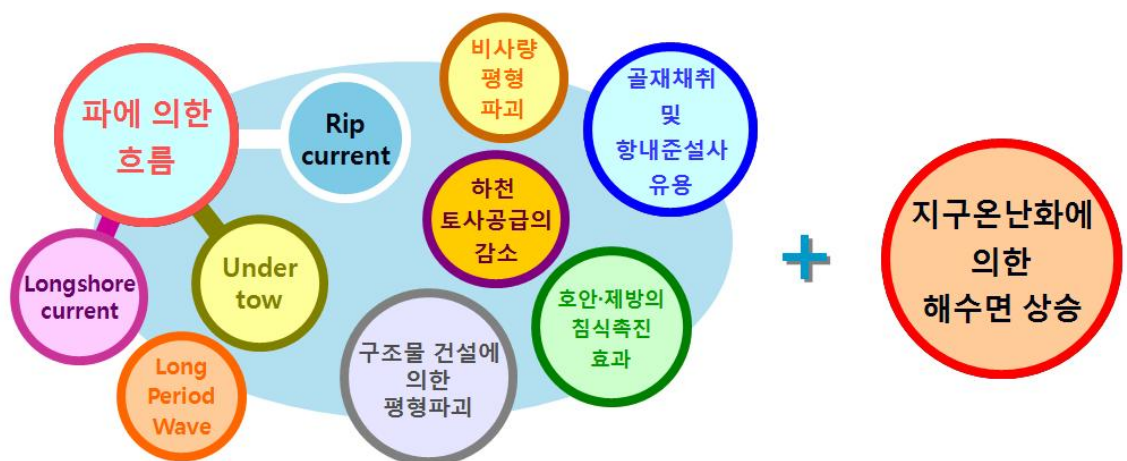 파에 의한
흐름
Rip
current
Longshore
current
Under
tow
Long
Period
Wave
비사량
평형
파괴
골재채취
및
항내준설사
유용
하천
토사공급의
감소
호안·제방의
침식촉진
효과
구조물 건설에
의한
평형파괴
+
지구온난화에
의한
해수면 상승